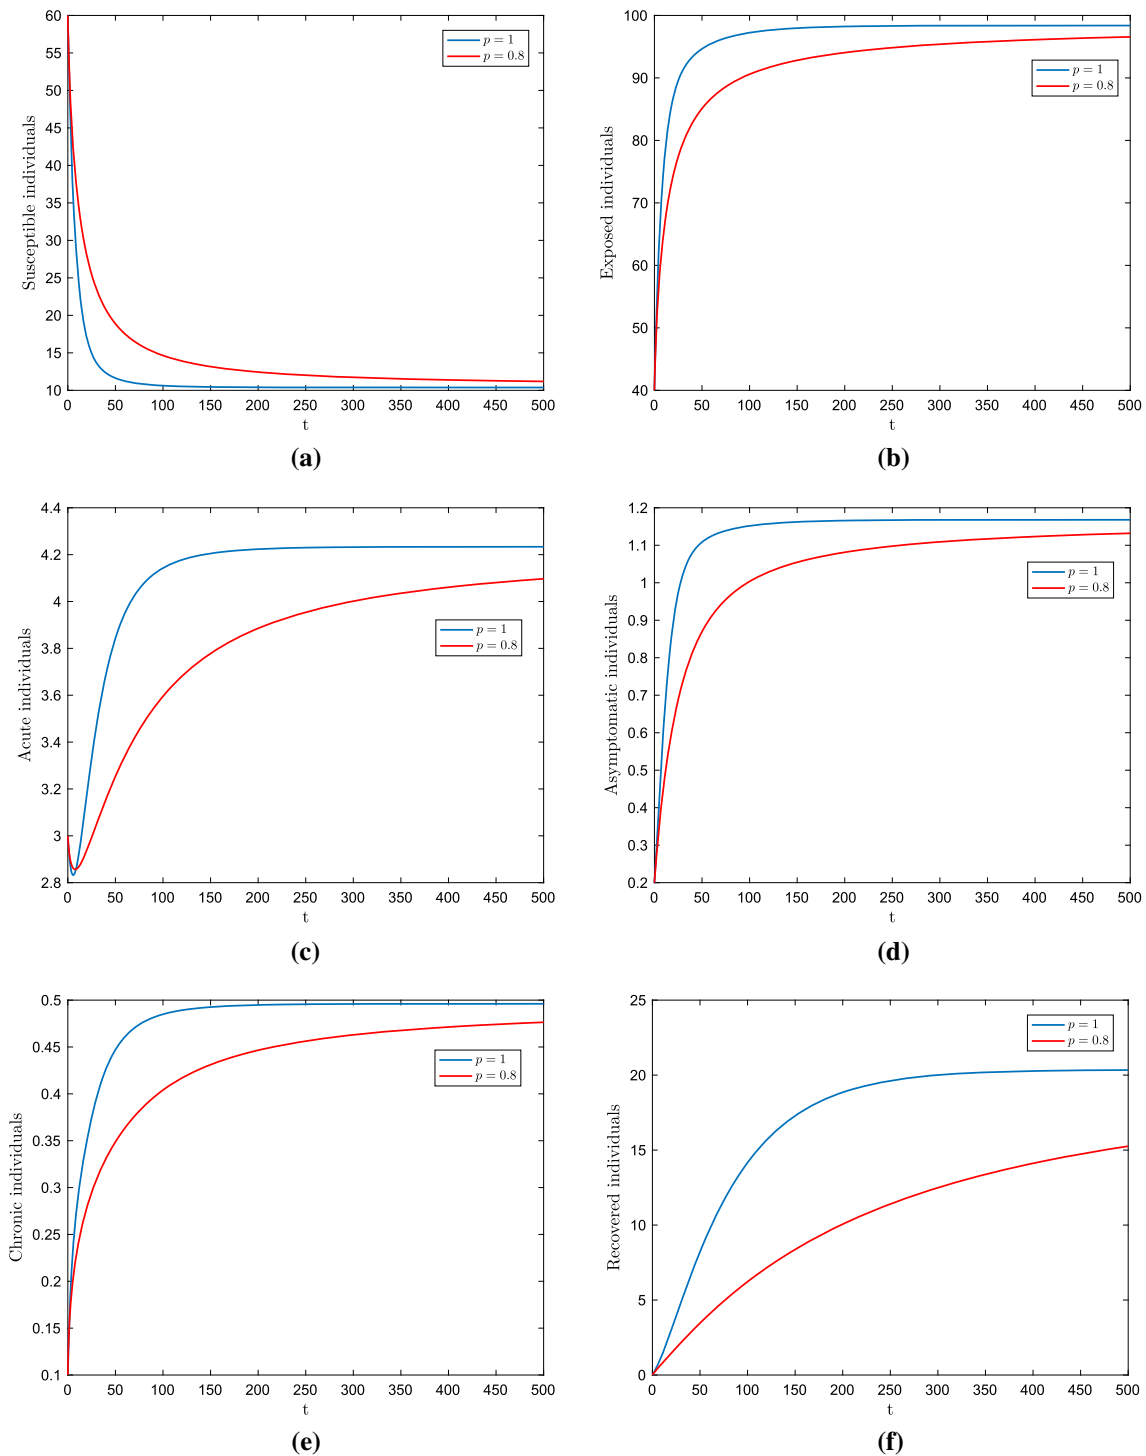 60
55
50
45
40
35
30
25
20
15
10
Susceptible individuals
p = 1
p = 0.8
0 50 100 150 200 250 300 350 400 450 500
t
(a)
100
90
80
70
60
50
40
Exposed individuals
p = 1
p = 0.8
0 50 100 150 200 250 300 350 400 450 500
t
(b)
4.4
4.2
4
3.8
3.6
3.4
3.2
3
2.8
Acute individuals
p = 1
p = 0.8
0 50 100 150 200 250 300 350 400 450 500
t
(c)
1.2
1.1
1
0.9
0.8
0.7
0.6
0.5
0.4
0.3
0.2
Asymptomatic individuals
p = 1
p = 0.8
0 50 100 150 200 250 300 350 400 450 500
t
(d)
0.5
0.45
0.4
0.35
0.3
0.25
0.2
0.15
0.1
Chronic individuals
p = 1
p = 0.8
0 50 100 150 200 250 300 350 400 450 500
t
(e)
25
20
15
10
5
0
Recovered individuals
p = 1
p = 0.8
0 50 100 150 200 250 300 350 400 450 500
t
(f)